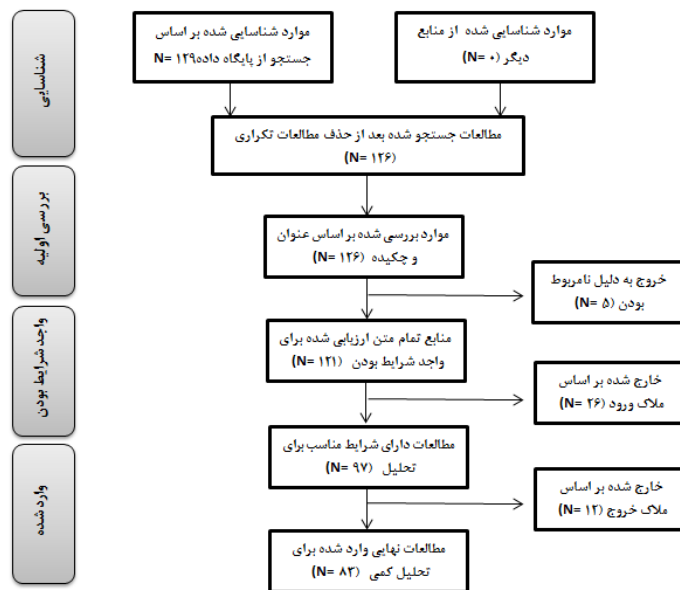 شناسایی
موارد شناسایی شده از منابع
دیگر (N= ۰)
موارد شناسایی شده بر اساس
جستجو از پایگاه داده N= ۱۲۹
مطالعات جستجو شده بعد از حذف مطالعات تکراری
(N= ۱۲۶)
بررسی اولیه
موارد بررسی شده بر اساس عنوان
و چکیده (N= ۱۲۶)
خروج به دلیل نامربوط
بودن (N= ۵)
واجد شرایط بودن
منابع تمام متن ارزیابی شده برای
واجد شرایط بودن (N= ۱۲۱)
خارج شده بر اساس
ملاک ورود (N= ۲۶)
وارد شده
مطالعات دارای شرایط مناسب برای
تحلیل (N= ۹۷)
خارج شده بر اساس
ملاک خروج (N= ۱۲)
مطالعات نهایی وارد شده برای
تحلیل کمی (N= ۸۳)